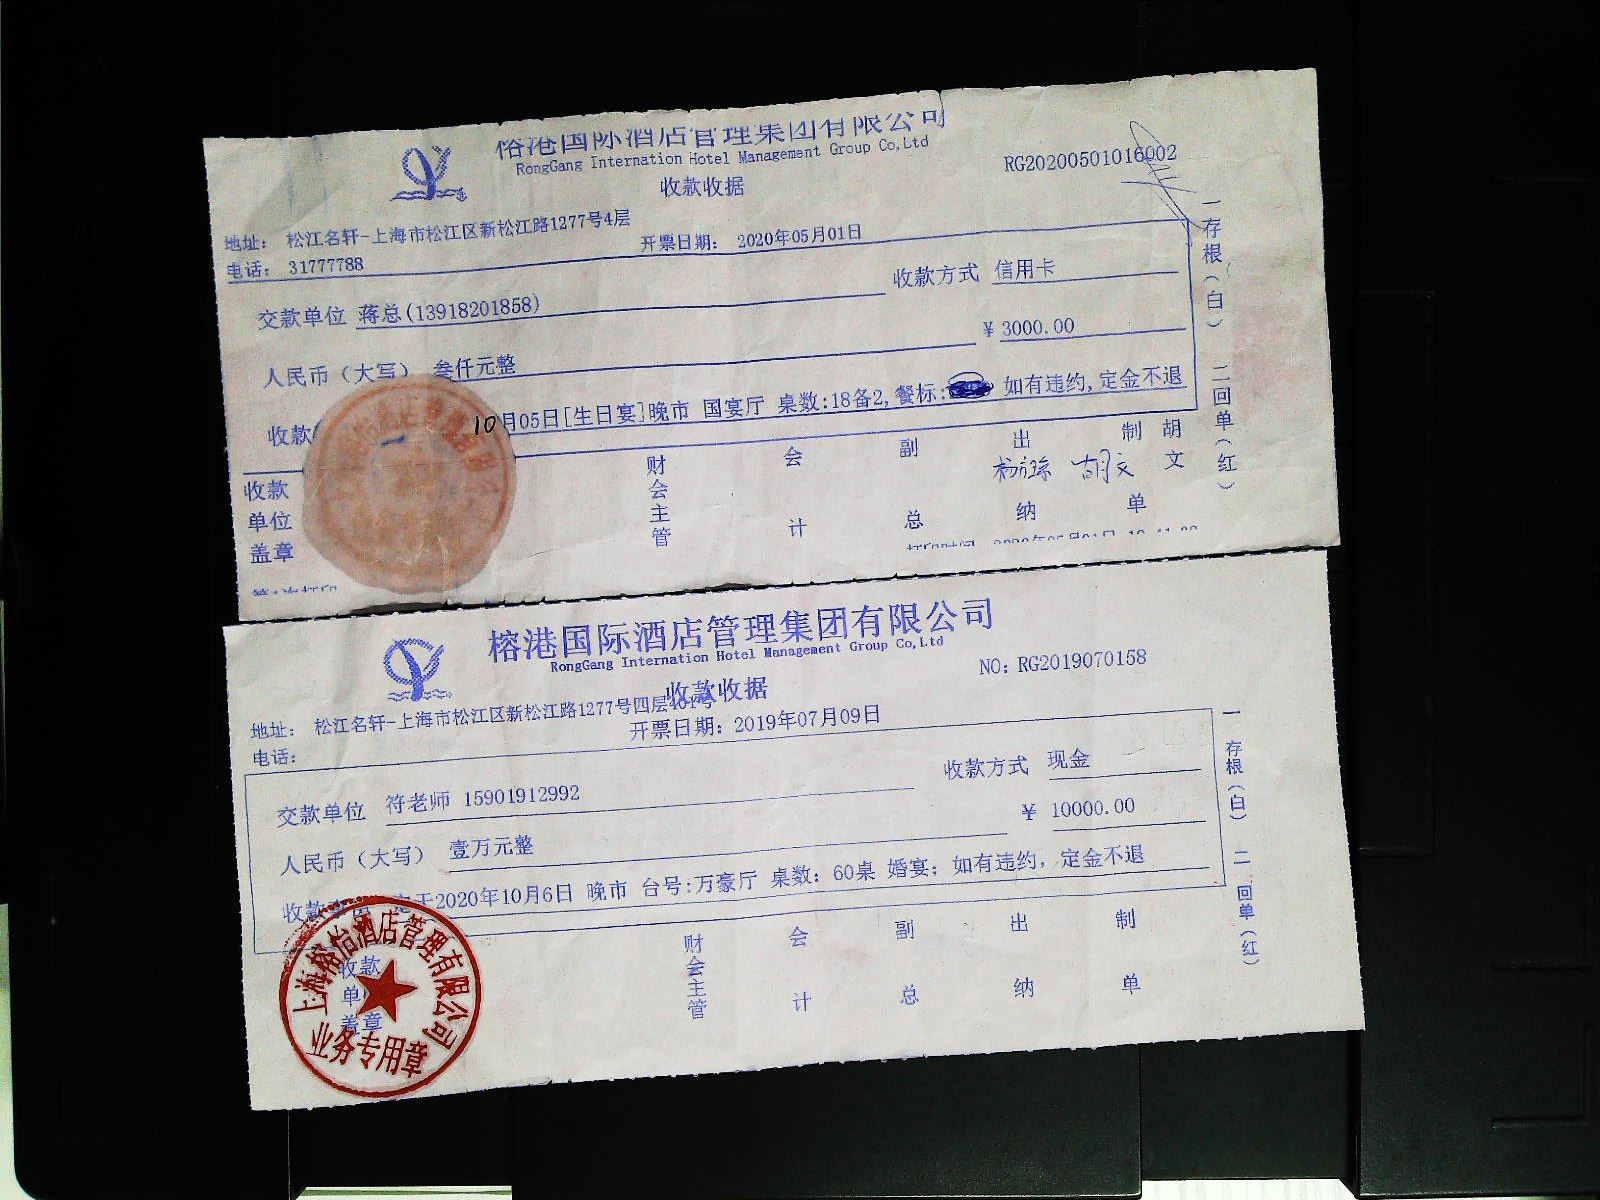 榕港国际酒店管理集团有限公司
RongGang Internation Hotel Management Group Co,Ltd
收款收据
RG20200501016002
地址： 松江名轩-上海市松江区新松江路1277号4层
电话： 31777788
开票日期： 2020年05月01日
交款单位 蒋总(13918201858)
收款方式 信用卡
人民币（大写） 叁仟元整
¥ 3000.00
收款
10月05日[生日宴]晚市 国宴厅 桌数:18备2,餐标: 如有违约,定金不退
收款单位盖章
财会主管
会计
副总
出纳
制单
胡文
胡文
一存根（白） 二回单（红）
榕港国际酒店管理集团有限公司
RongGang Internation Hotel Management Group Co,Ltd
收款收据
NO: RG2019070158
地址： 松江名轩-上海市松江区新松江路1277号四层401号
电话：
开票日期：2019年07月09日
交款单位 符老师 15901912992
收款方式 现金
人民币（大写） 壹万元整
¥ 10000.00
收款 定于2020年10月6日 晚市 台号:万豪厅 桌数：60桌 婚宴；如有违约，定金不退
收款单位盖章
财会主管
会计
副总
出纳
制单
一存根（白） 二回单（红）
上海榕怡酒店管理有限公司
业务专用章